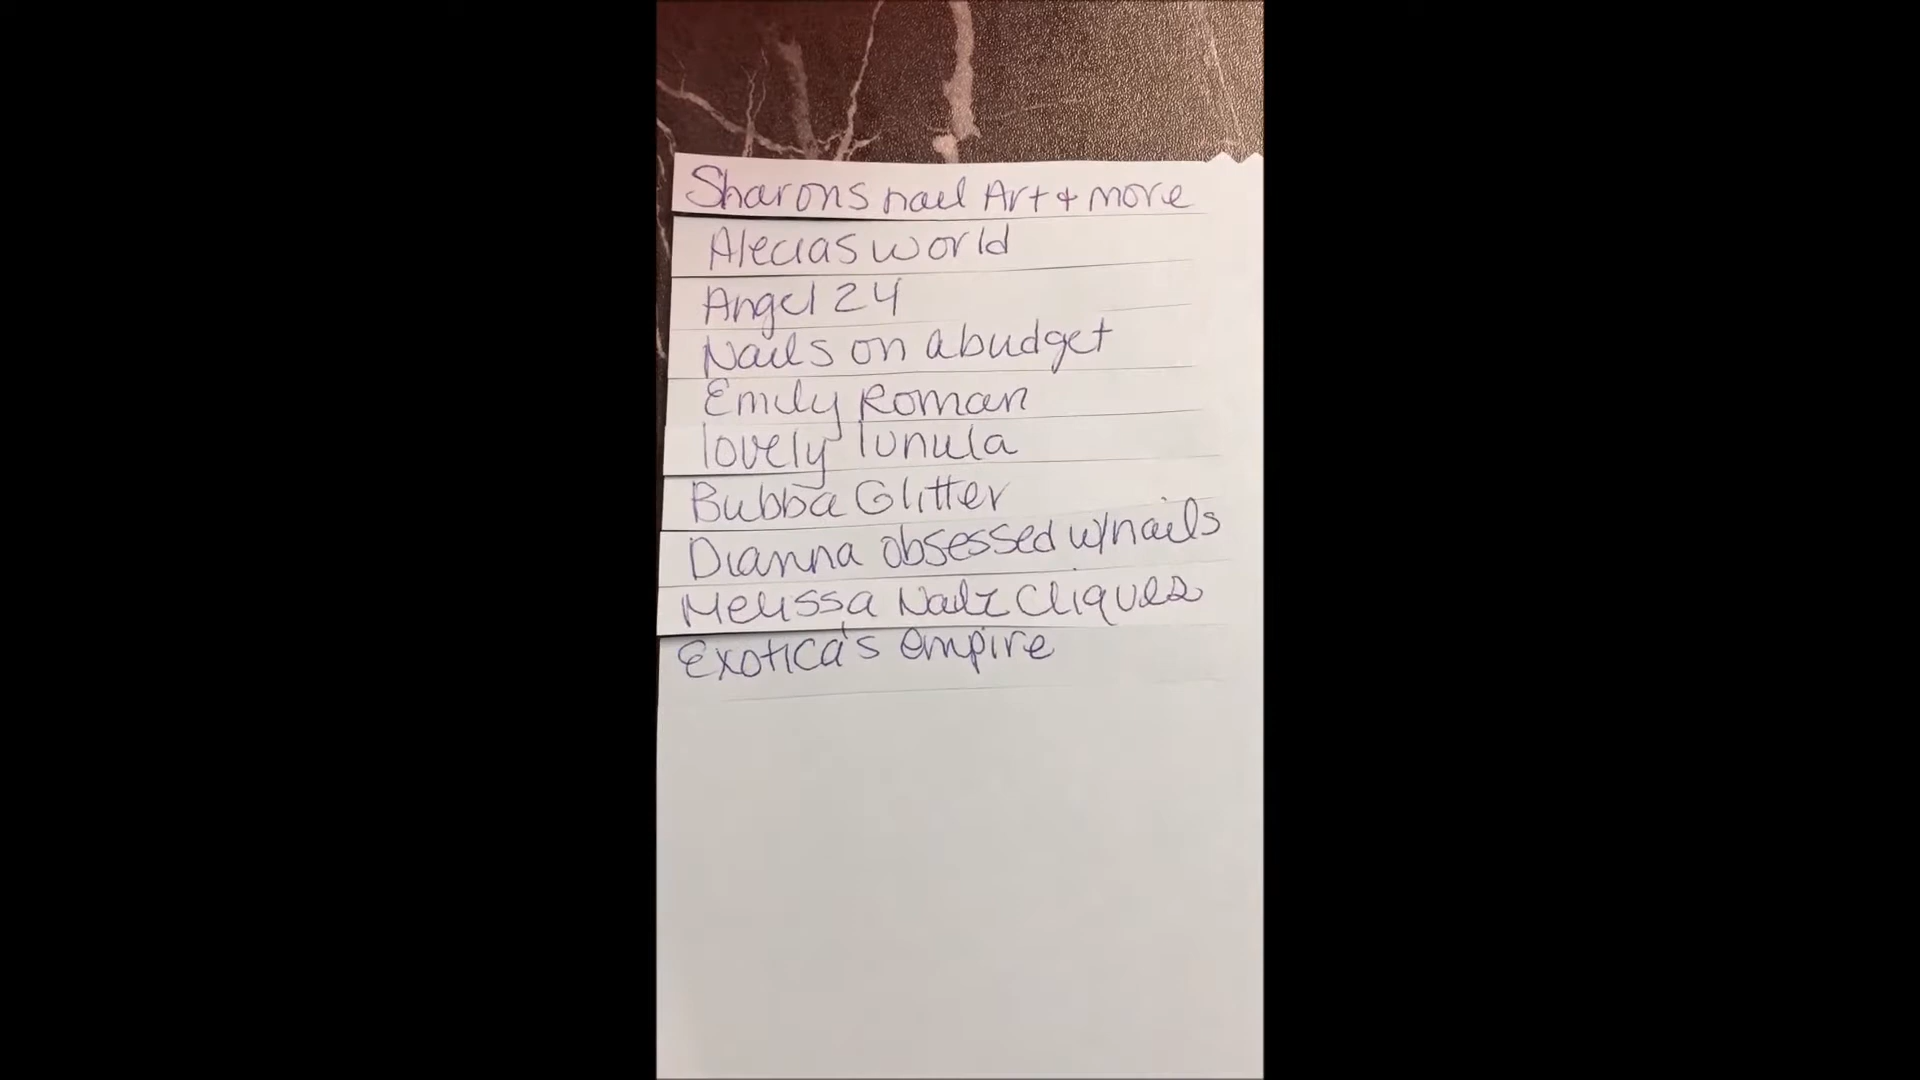 Sharons nail Art + more
Alecias world
Angel 24
Nails on a budget
Emily Roman
lovely lunula
Bubba Glitter
Dianna obsessed w/nails
Melissa Nailz Cliques
Exotica's empire